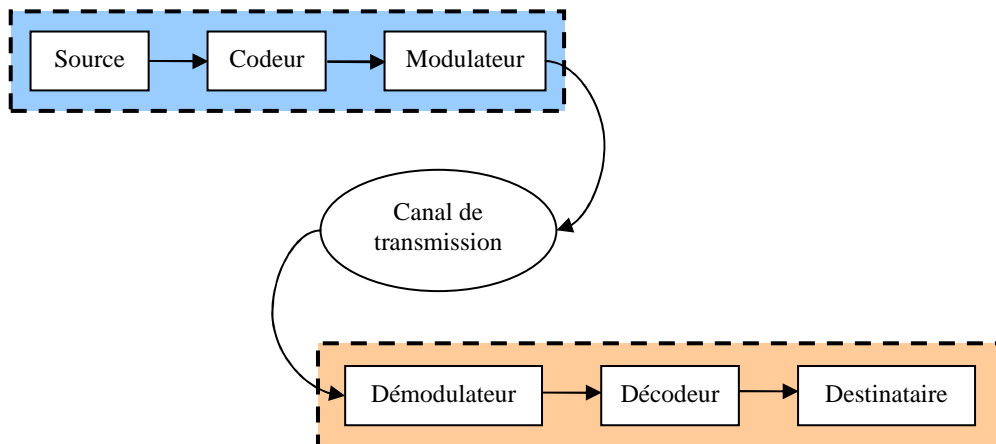 Source
Codeur
Modulateur
Canal de
transmission
Démodulateur
Décodeur
Destinataire